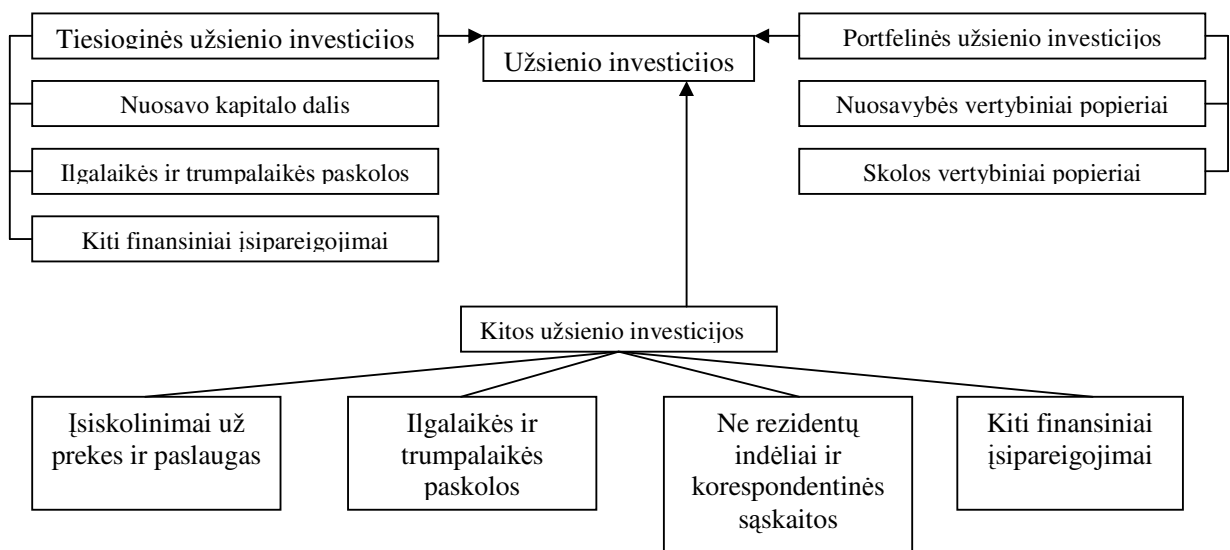 Tiesioginės užsienio investicijos
Užsienio investicijos
Portfelinės užsienio investicijos
Nuosavo kapitalo dalis
Nuosavybės vertybiniai popieriai
Ilgalaikės ir trumpalaikės paskolos
Skolos vertybiniai popieriai
Kiti finansiniai įsipareigojimai
Kitos užsienio investicijos
Įsiskolinimai už
prekes ir paslaugas
Ilgalaikės ir
trumpalaikės
paskolos
Ne rezidentų
indėliai ir
korespondentinės
sąskaitos
Kiti finansiniai
įsipareigojimai